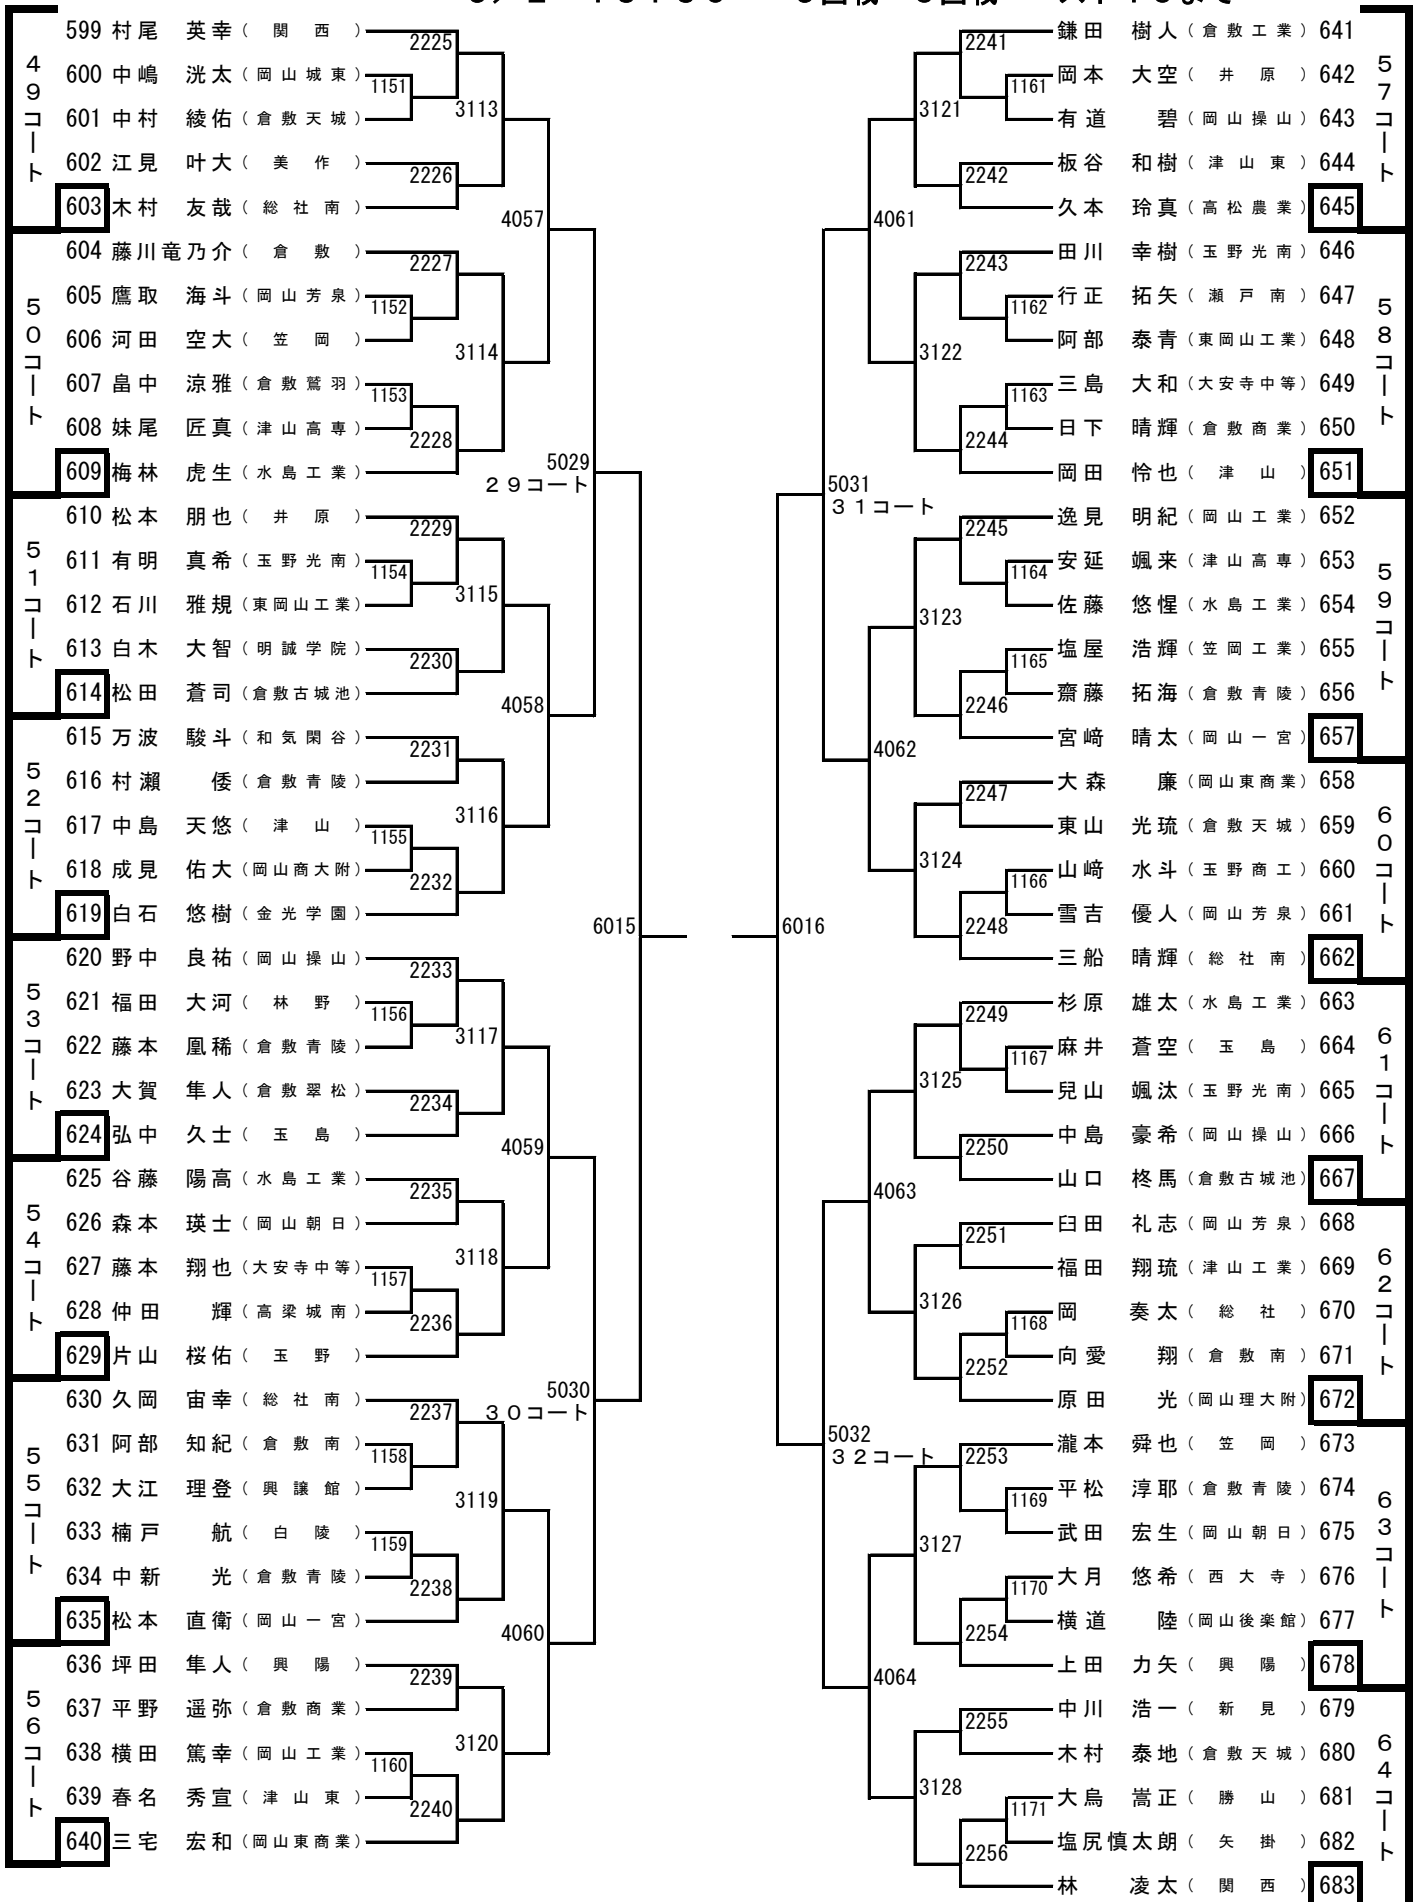 599 村尾 英幸（関西）
600 中嶋 洸太（岡山城東）
601 中村 綾佑（倉敷天城）
602 江見 叶大（美作）
603 木村 友哉（総社南）
604 藤川竜乃介（倉敷）
605 鷹取 海斗（岡山芳泉）
606 河田 空大（笠岡）
607 畠中 涼雅（倉敷鷲羽）
608 妹尾 匠真（津山高専）
609 梅林 虎生（水島工業）
610 松本 朋也（井原）
611 有明 真希（玉野光南）
612 石川 雅規（東岡山工業）
613 白木 大智（明誠学院）
614 松田 蒼司（倉敷古城池）
615 万波 駿斗（和気閑谷）
616 村瀬 倭（倉敷青陵）
617 中島 天悠（津山）
618 成見 佑大（岡山商大附）
619 白石 悠樹（金光学園）
620 野中 良祐（岡山操山）
621 福田 大河（林野）
622 藤本 凰稀（倉敷青陵）
623 大賀 隼人（倉敷翠松）
624 弘中 久士（玉島）
625 谷藤 陽高（水島工業）
626 森本 瑛士（岡山朝日）
627 藤本 翔也（大安寺中等）
628 仲田 輝（高梁城南）
629 片山 桜佑（玉野）
630 久岡 宙幸（総社南）
631 阿部 知紀（倉敷南）
632 大江 理登（興譲館）
633 楠戸 航（白陵）
634 中新 光（倉敷青陵）
635 松本 直衛（岡山一宮）
636 坪田 隼人（興陽）
637 平野 遥弥（倉敷商業）
638 横田 篤幸（岡山工業）
639 春名 秀宣（津山東）
640 三宅 宏和（岡山東商業）
49コート
50コート
51コート
52コート
53コート
54コート
55コート
56コート
1151
1152
1153
1154
1155
1156
1157
1158
1159
1160
2225
2226
2227
2228
2229
2230
2231
2232
2233
2234
2235
2236
2237
2238
2239
2240
3113
3114
3115
3116
3117
3118
3119
3120
4057
4058
4059
4060
5029
29コート
5030
30コート
6015
6016
5031
31コート
5032
32コート
4061
4062
4063
4064
3121
3122
3123
3124
3125
3126
3127
3128
2241
2242
2243
2244
2245
2246
2247
2248
2249
2250
2251
2252
2253
2254
2255
2256
1161
1162
1163
1164
1165
1166
1167
1168
1169
1170
1171
鎌田 樹人（倉敷工業）641
岡本 大空（井原）642
有道 碧（岡山操山）643
板谷 和樹（津山東）644
久本 玲真（高松農業）645
田川 幸樹（玉野光南）646
行正 拓矢（瀬戸南）647
阿部 泰青（東岡山工業）648
三島 大和（大安寺中等）649
日下 晴輝（倉敷商業）650
岡田 怜也（津山）651
逸見 明紀（岡山工業）652
安延 颯来（津山高専）653
佐藤 悠惺（水島工業）654
塩屋 浩輝（笠岡工業）655
齋藤 拓海（倉敷青陵）656
宮﨑 晴太（岡山一宮）657
大森 廉（岡山東商業）658
東山 光琉（倉敷天城）659
山﨑 水斗（玉野商工）660
雪吉 優人（岡山芳泉）661
三船 晴輝（総社南）662
杉原 雄太（水島工業）663
麻井 蒼空（玉島）664
兒山 颯汰（玉野光南）665
中島 豪希（岡山操山）666
山口 柊馬（倉敷古城池）667
臼田 礼志（岡山芳泉）668
福田 翔琉（津山工業）669
岡 奏太（総社）670
向愛 翔（倉敷南）671
原田 光（岡山理大附）672
瀧本 舜也（笠岡）673
平松 淳耶（倉敷青陵）674
武田 宏生（岡山朝日）675
大月 悠希（西大寺）676
横道 陸（岡山後楽館）677
上田 力矢（興陽）678
中川 浩一（新見）679
木村 泰地（倉敷天城）680
大鳥 嵩正（勝山）681
塩尻慎太朗（矢掛）682
林 凌太（関西）683
57コート
58コート
59コート
60コート
61コート
62コート
63コート
64コート